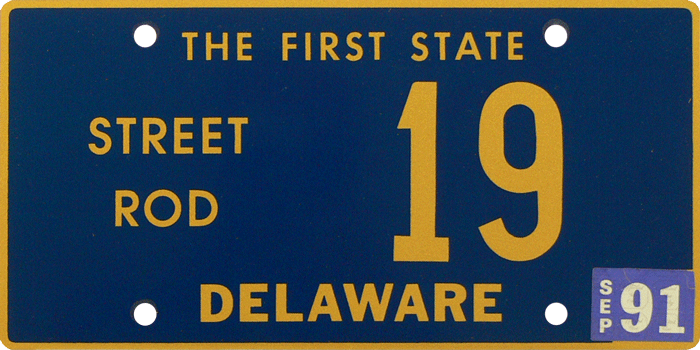 THE FIRST STATE
STREET
ROD
19
DELAWARE
SEP 91